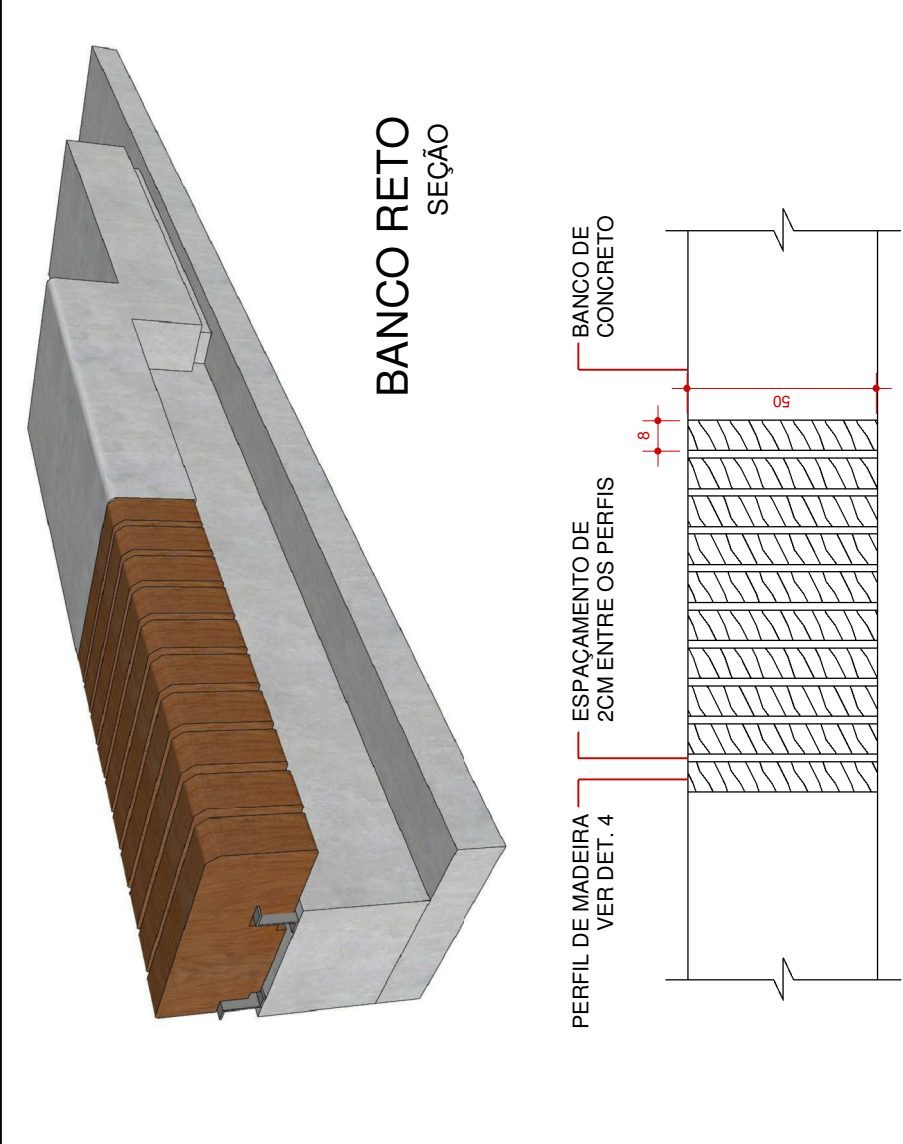 BANCO RETO
SEÇÃO
PERFIL DE MADEIRA
VER DET. 4
ESPAÇAMENTO DE
2CM ENTRE OS PERFIS
BANCO DE
CONCRETO
8
50